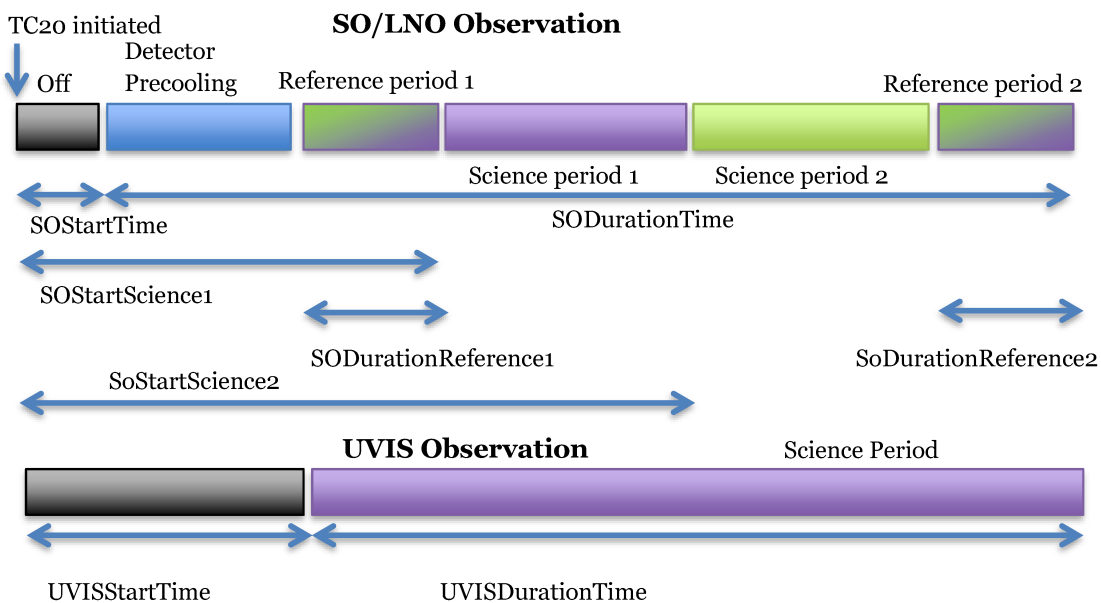 TC20 initiated
SO/LNO Observation
Off
Detector
Precooling
Reference period 1
Reference period 2
Science period 1
Science period 2
SOStartTime
SODurationTime
SOStartScience1
SODurationReference1
SoDurationReference2
SoStartScience2
UVIS Observation
Science Period
UVISStartTime
UVISDurationTime